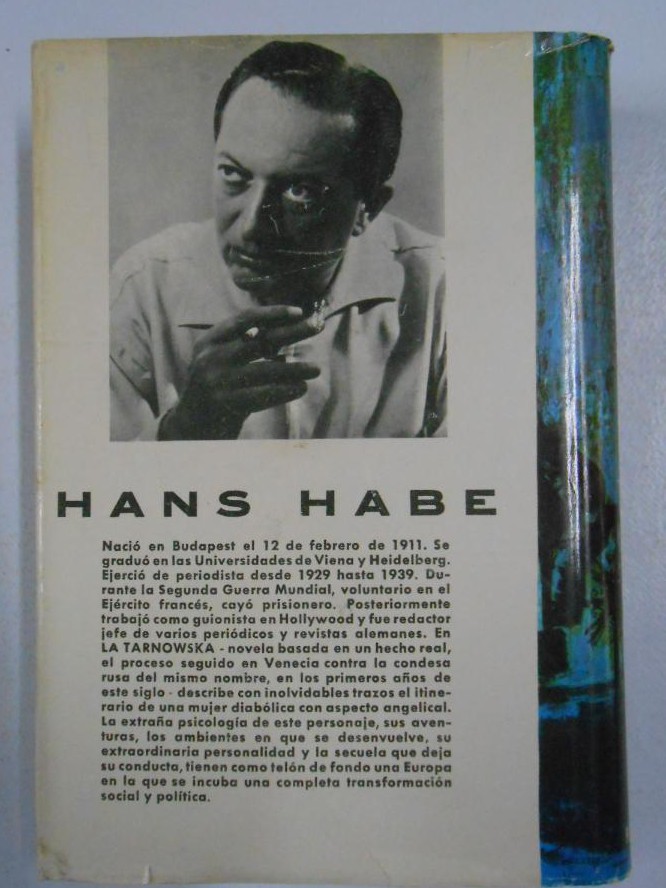 HANS HABE
Nació en Budapest el 12 de febrero de 1911. Se
graduó en las Universidades de Viena y Heidelberg.
Ejerció de periodista desde 1929 hasta 1939. Du-
rante la Segunda Guerra Mundial, voluntario en el
Ejército francés, cayó prisionero. Posteriormente
trabajó como guionista en Hollywood y fue redactor
jefe de varios periódicos y revistas alemanes. En
LA TARNOWSKA - novela basada en un hecho real,
el proceso seguido en Venecia contra la condesa
rusa del mismo nombre, en los primeros años de
este siglo - describe con inolvidables trazos el itine-
rario de una mujer diabólica con aspecto angelical.
La extraña psicología de este personaje, sus aven-
turas, los ambientes en que se desenvuelve, su
extraordinaria personalidad y la secuela que deja
su conducta, tienen como telón de fondo una Europa
en la que se incuba una completa transformación
social y política.